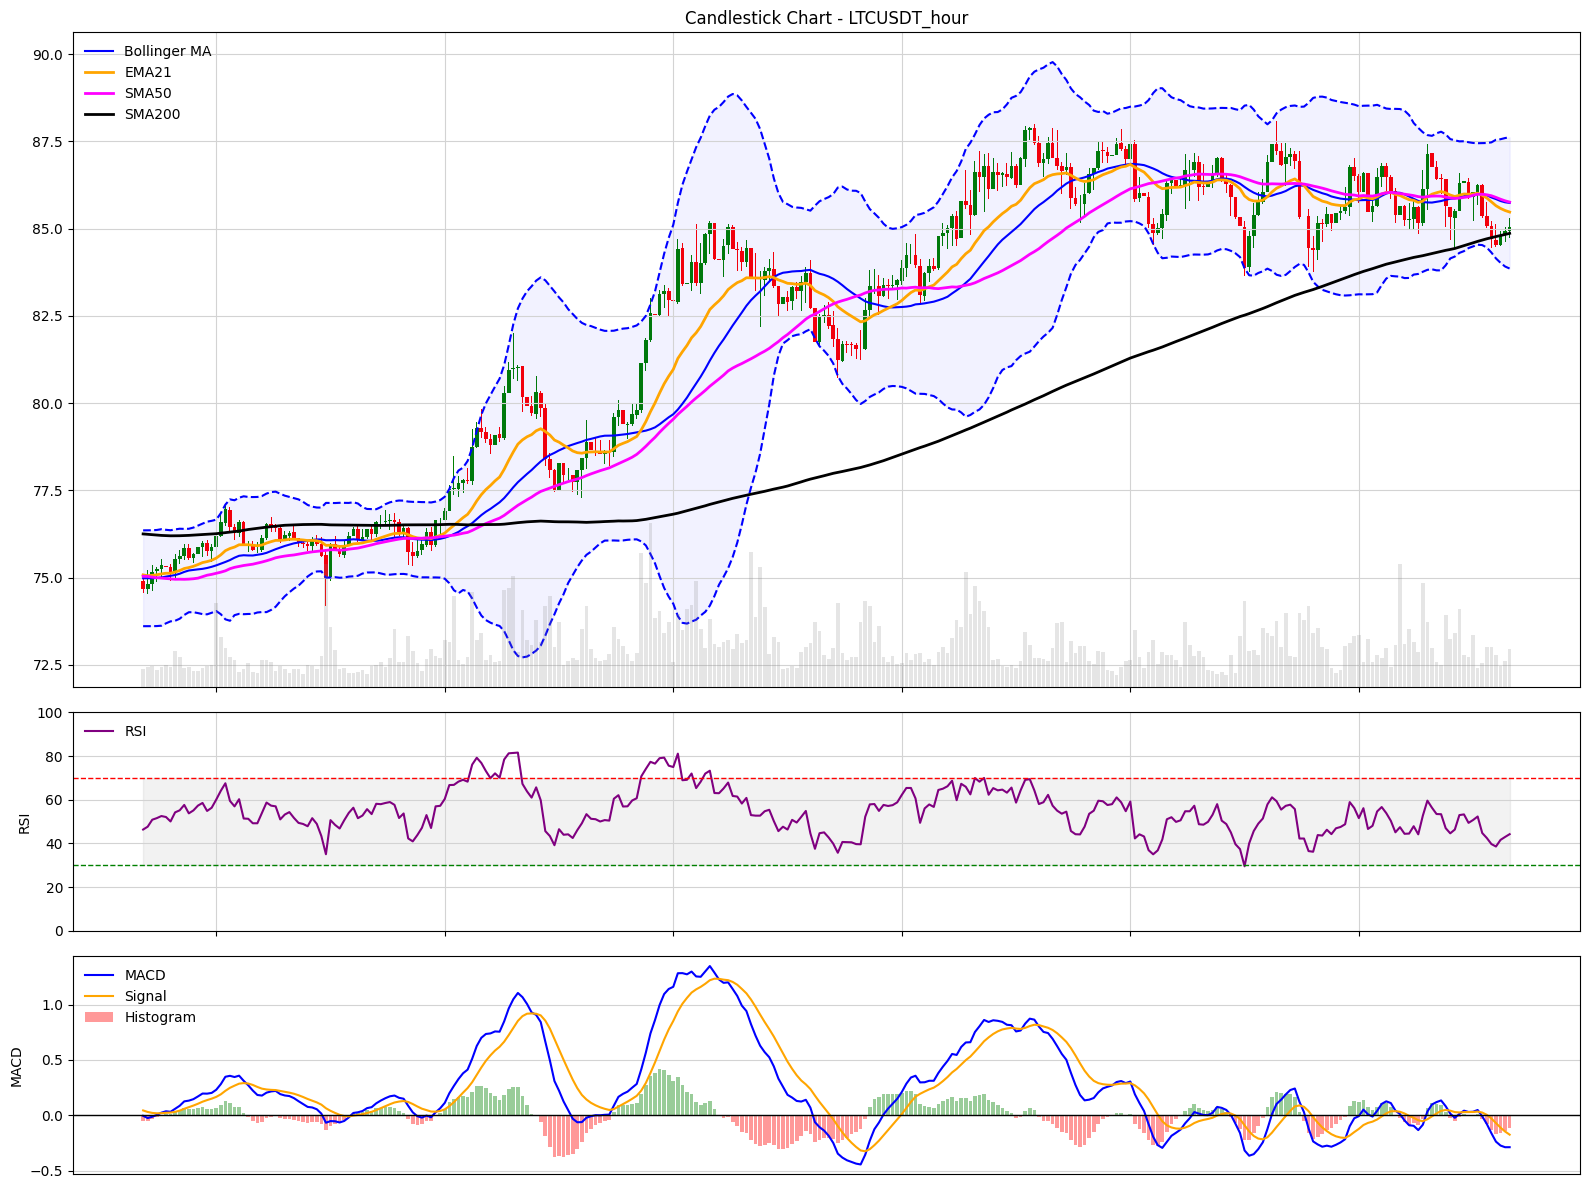 Candlestick Chart - LTCUSDT_hour
90.0
87.5
85.0
82.5
80.0
77.5
75.0
72.5
Bollinger MA
EMA21
SMA50
SMA200
100
80
60
40
20
0
RSI
RSI
1.0
0.5
0.0
−0.5
MACD
MACD
Signal
Histogram